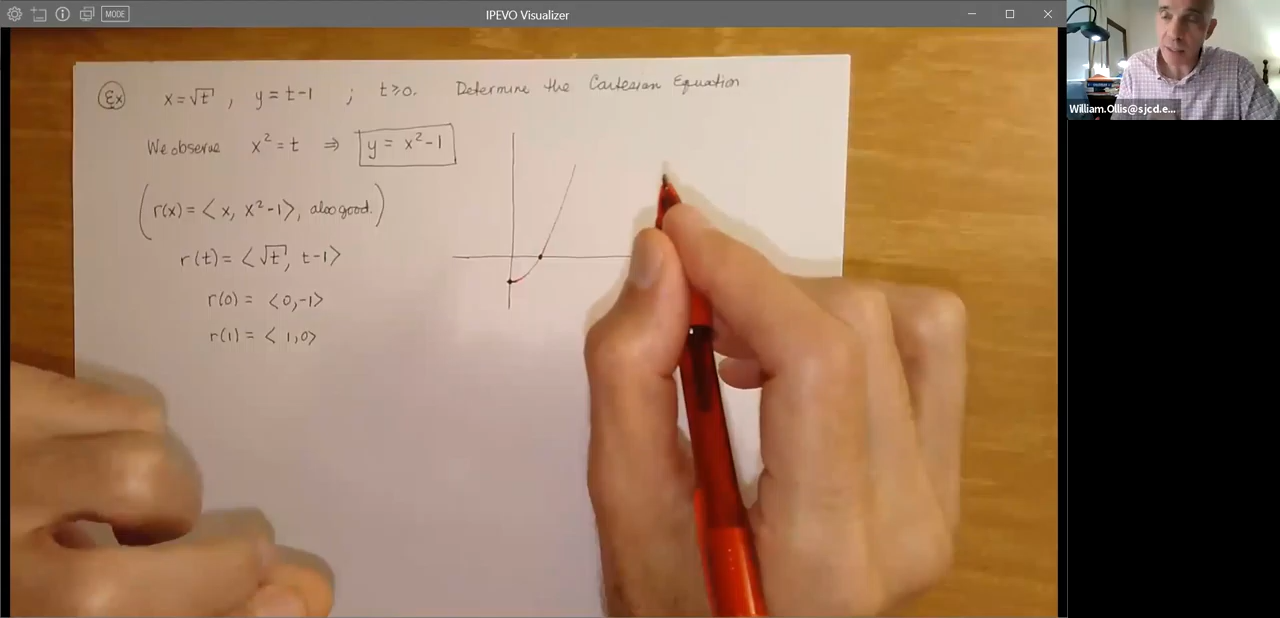 MODE
IPEVO Visualizer
William.Ollis@sjcd.e...
Ex x = √t , y = t-1 ; t ≥ 0. Determine the Cartesian Equation
We observe x² = t ⇒ y = x²-1
(r(x) = <x, x²-1>, also good.)
r(t) = <√t, t-1>
r(0) = <0,-1>
r(1) = <1,0>